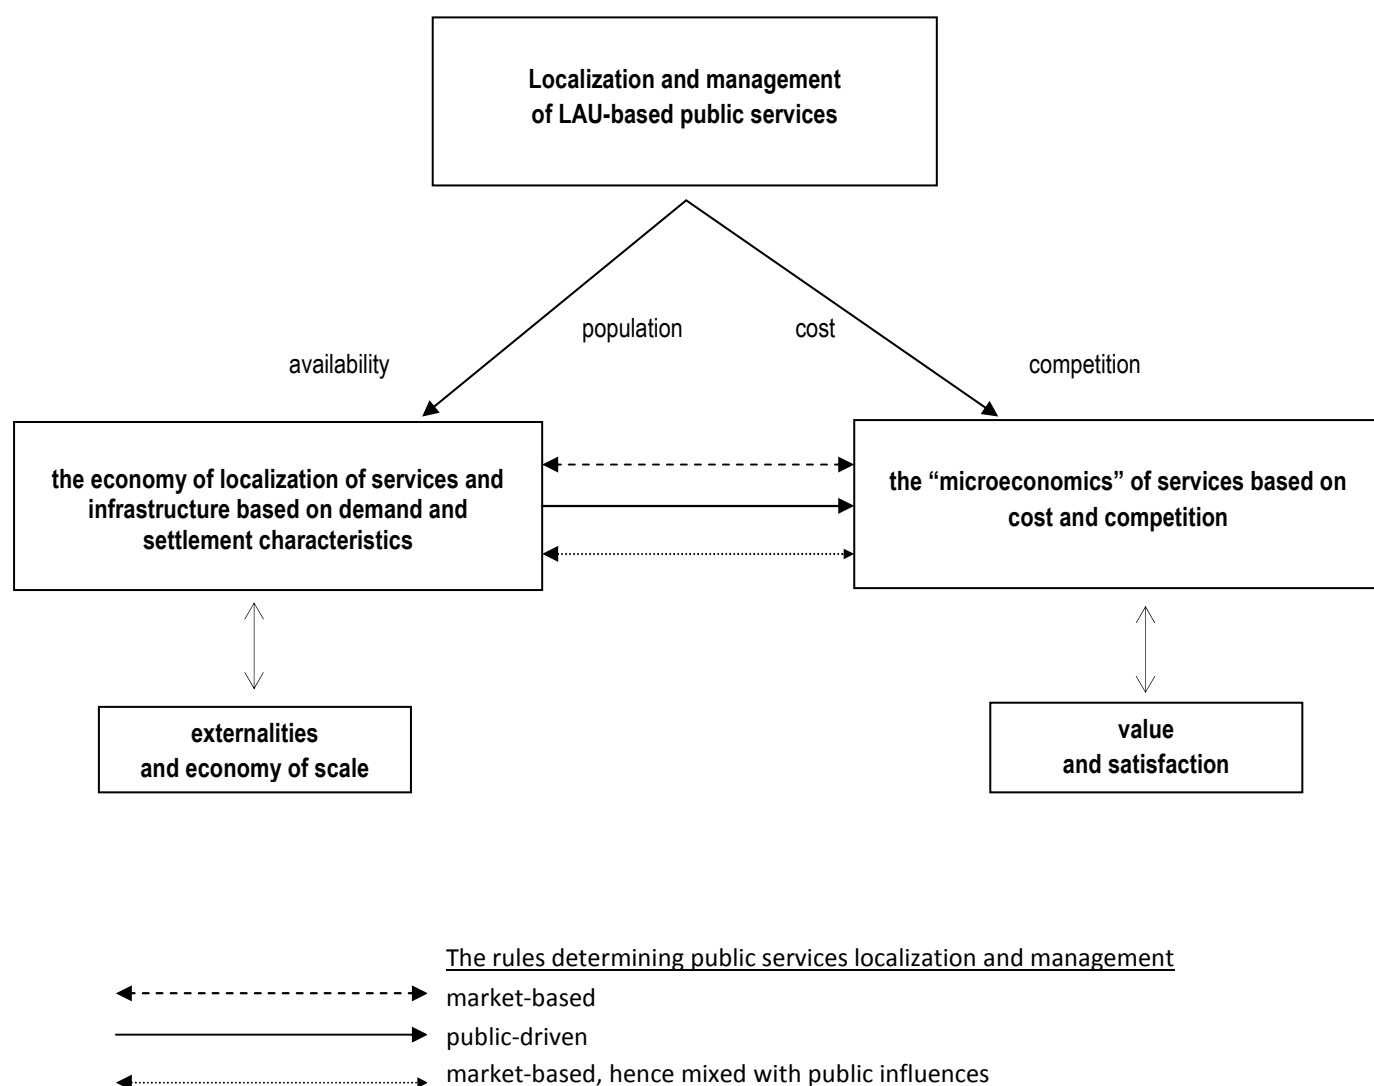 Localization and management
of LAU-based public services
population
cost
availability
competition
the economy of localization of services and
infrastructure based on demand and
settlement characteristics
the “microeconomics” of services based on
cost and competition
externalities
and economy of scale
value
and satisfaction
The rules determining public services localization and management
market-based
public-driven
market-based, hence mixed with public influences